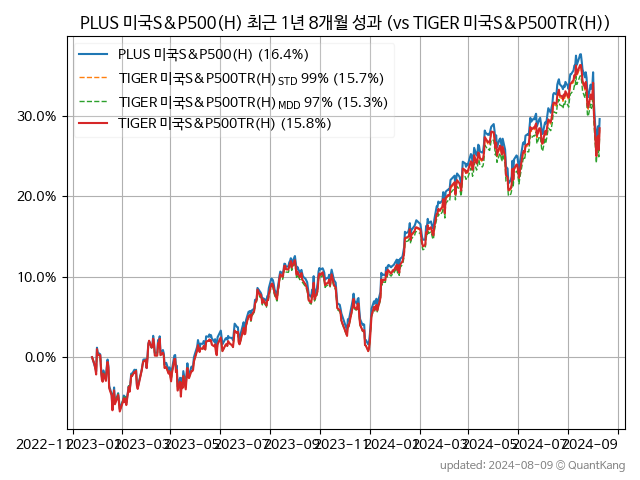 PLUS 미국S&P500(H) 최근 1년 8개월 성과 (vs TIGER 미국S&P500TR(H))
PLUS 미국S&P500(H) (16.4%)
TIGER 미국S&P500TR(H) STD 99% (15.7%)
TIGER 미국S&P500TR(H) MDD 97% (15.3%)
TIGER 미국S&P500TR(H) (15.8%)
30.0%
20.0%
10.0%
0.0%
2022-11 2023-01 2023-03 2023-05 2023-07 2023-09 2023-11 2024-01 2024-03 2024-05 2024-07 2024-09
updated: 2024-08-09 © QuantKang